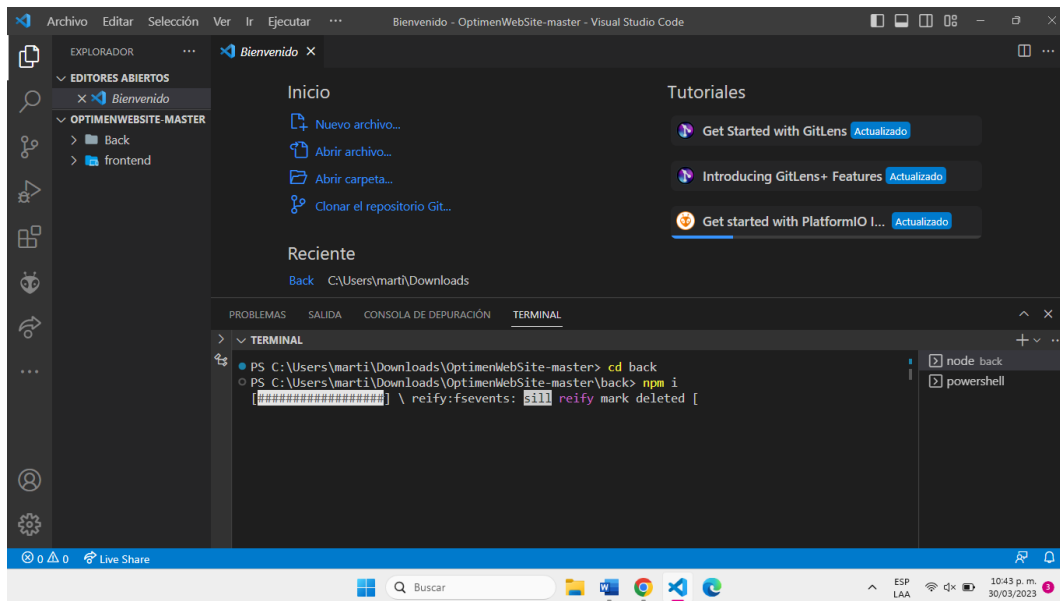 Archivo Editar Selección Ver Ir Ejecutar ··· Bienvenido - OptimenWebSite-master - Visual Studio Code
EXPLORADOR ···
Bienvenido
EDITORES ABIERTOS
Bienvenido
OPTIMENWEBSITE-MASTER
Back
frontend
Inicio
Nuevo archivo...
Abrir archivo...
Abrir carpeta...
Clonar el repositorio Git...
Reciente
Back C:\Users\marti\Downloads
Tutoriales
Get Started with GitLens Actualizado
Introducing GitLens+ Features Actualizado
Get started with PlatformIO I... Actualizado
PROBLEMAS SALIDA CONSOLA DE DEPURACIÓN TERMINAL
TERMINAL
PS C:\Users\marti\Downloads\OptimenWebSite-master> cd back
PS C:\Users\marti\Downloads\OptimenWebSite-master\back> npm i
[##################] \ reify:fsevents: sill reify mark deleted [
node back
powershell
0 0 Live Share
Buscar
ESP
LAA
10:43 p. m.
30/03/2023
3